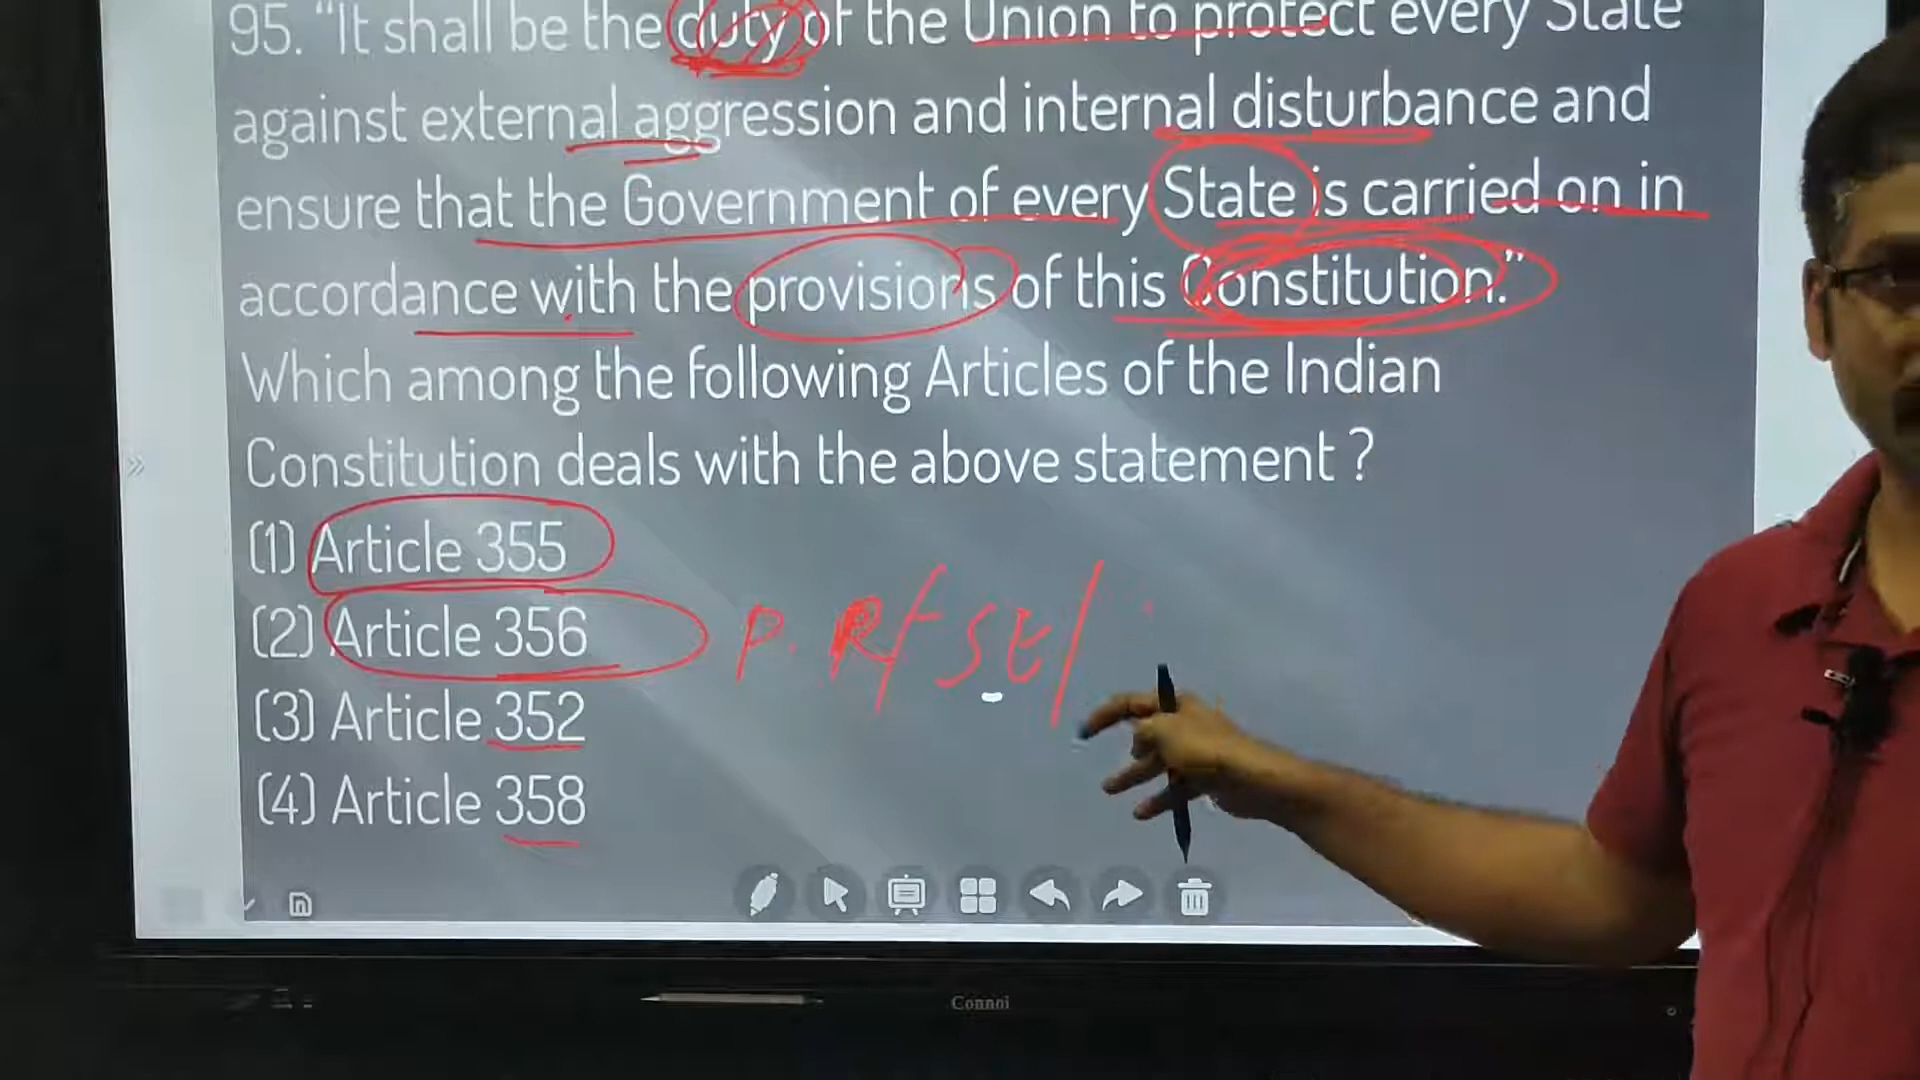 95. “It shall be the duty of the Union to protect every State
against external aggression and internal disturbance and
ensure that the Government of every State is carried on in
accordance with the provisions of this Constitution.”
Which among the following Articles of the Indian
Constitution deals with the above statement ?
(1) Article 355
(2) Article 356 P. R/ SE/
(3) Article 352
(4) Article 358
Connoi